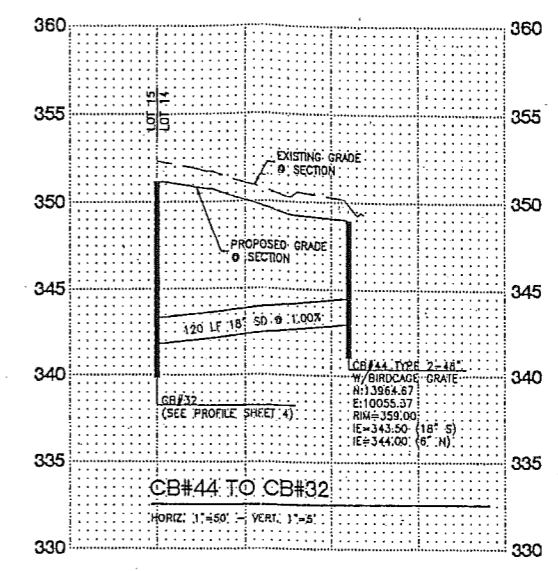 360
360
LOT 15
LOT 14
355
355
EXISTING GRADE
@ SECTION
350
350
PROPOSED GRADE
@ SECTION
345
345
120 LF 18" SD @ 1.00%
340
340
CB#44 TYPE 2-48"
W/BIRDCAGE GRATE
N:13964.67
E:10055.37
RIM=359.00
IE=343.50 (18" S)
IE=344.00 (6" N)
CB#32
(SEE PROFILE SHEET 4)
335
335
CB#44 TO CB#32
HORIZ. 1"=50' - VERT. 1"=5'
330
330